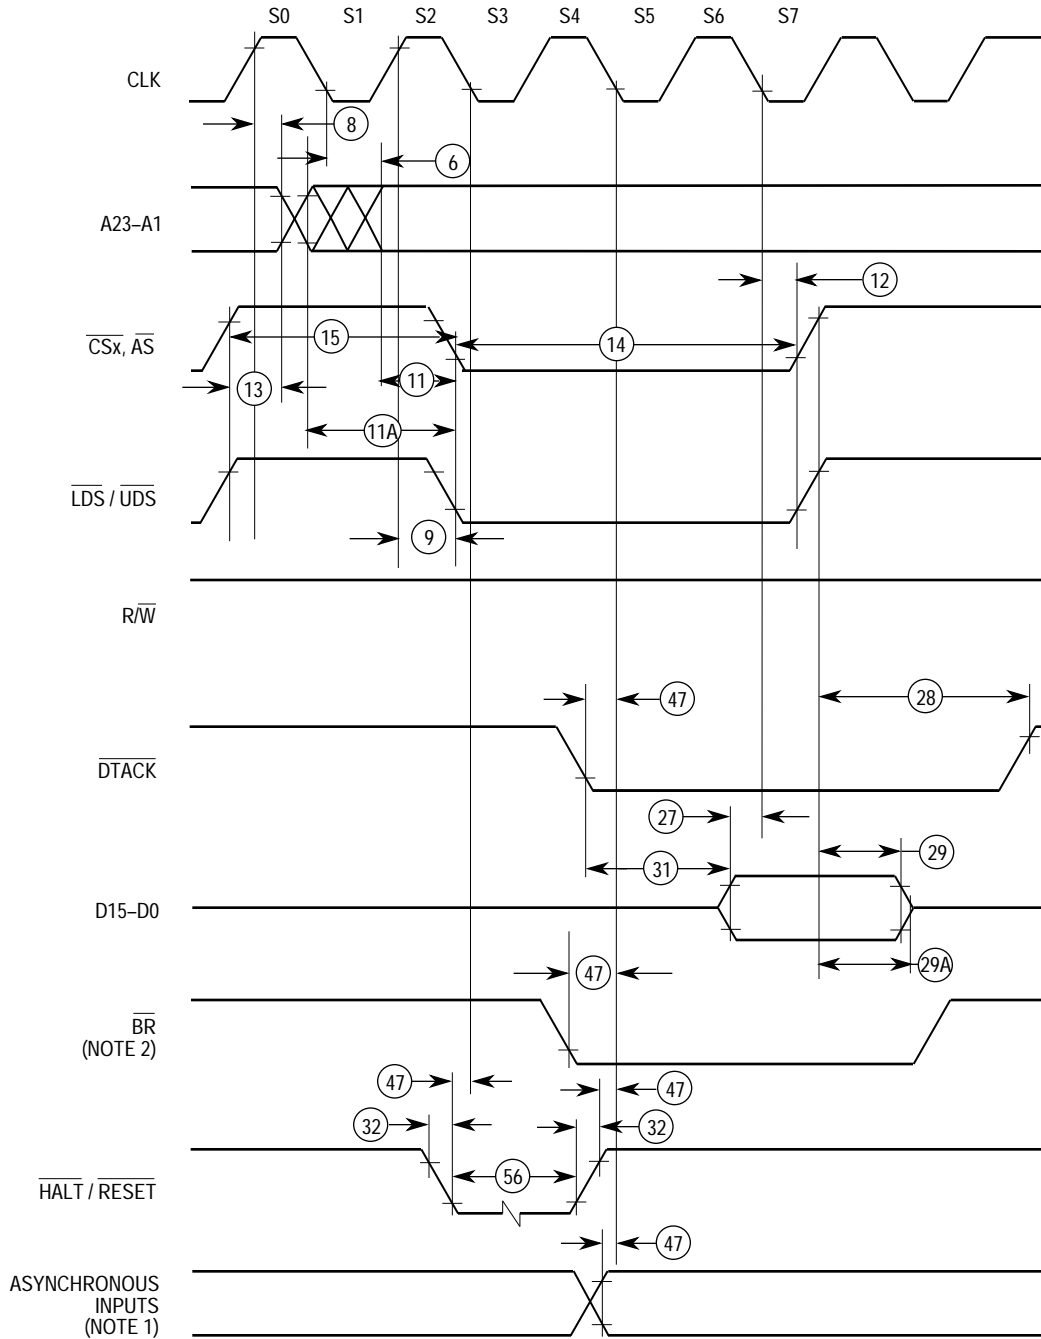 S0 S1 S2 S3 S4 S5 S6 S7
CLK
8
6
A23–A1
12
15
14
CSx, AS
11
13
11A
LDS / UDS
9
R/W
28
47
DTACK
27
29
31
D15–D0
29A
47
BR
(NOTE 2)
47
47
32
32
56
HALT / RESET
47
ASYNCHRONOUS
INPUTS
(NOTE 1)